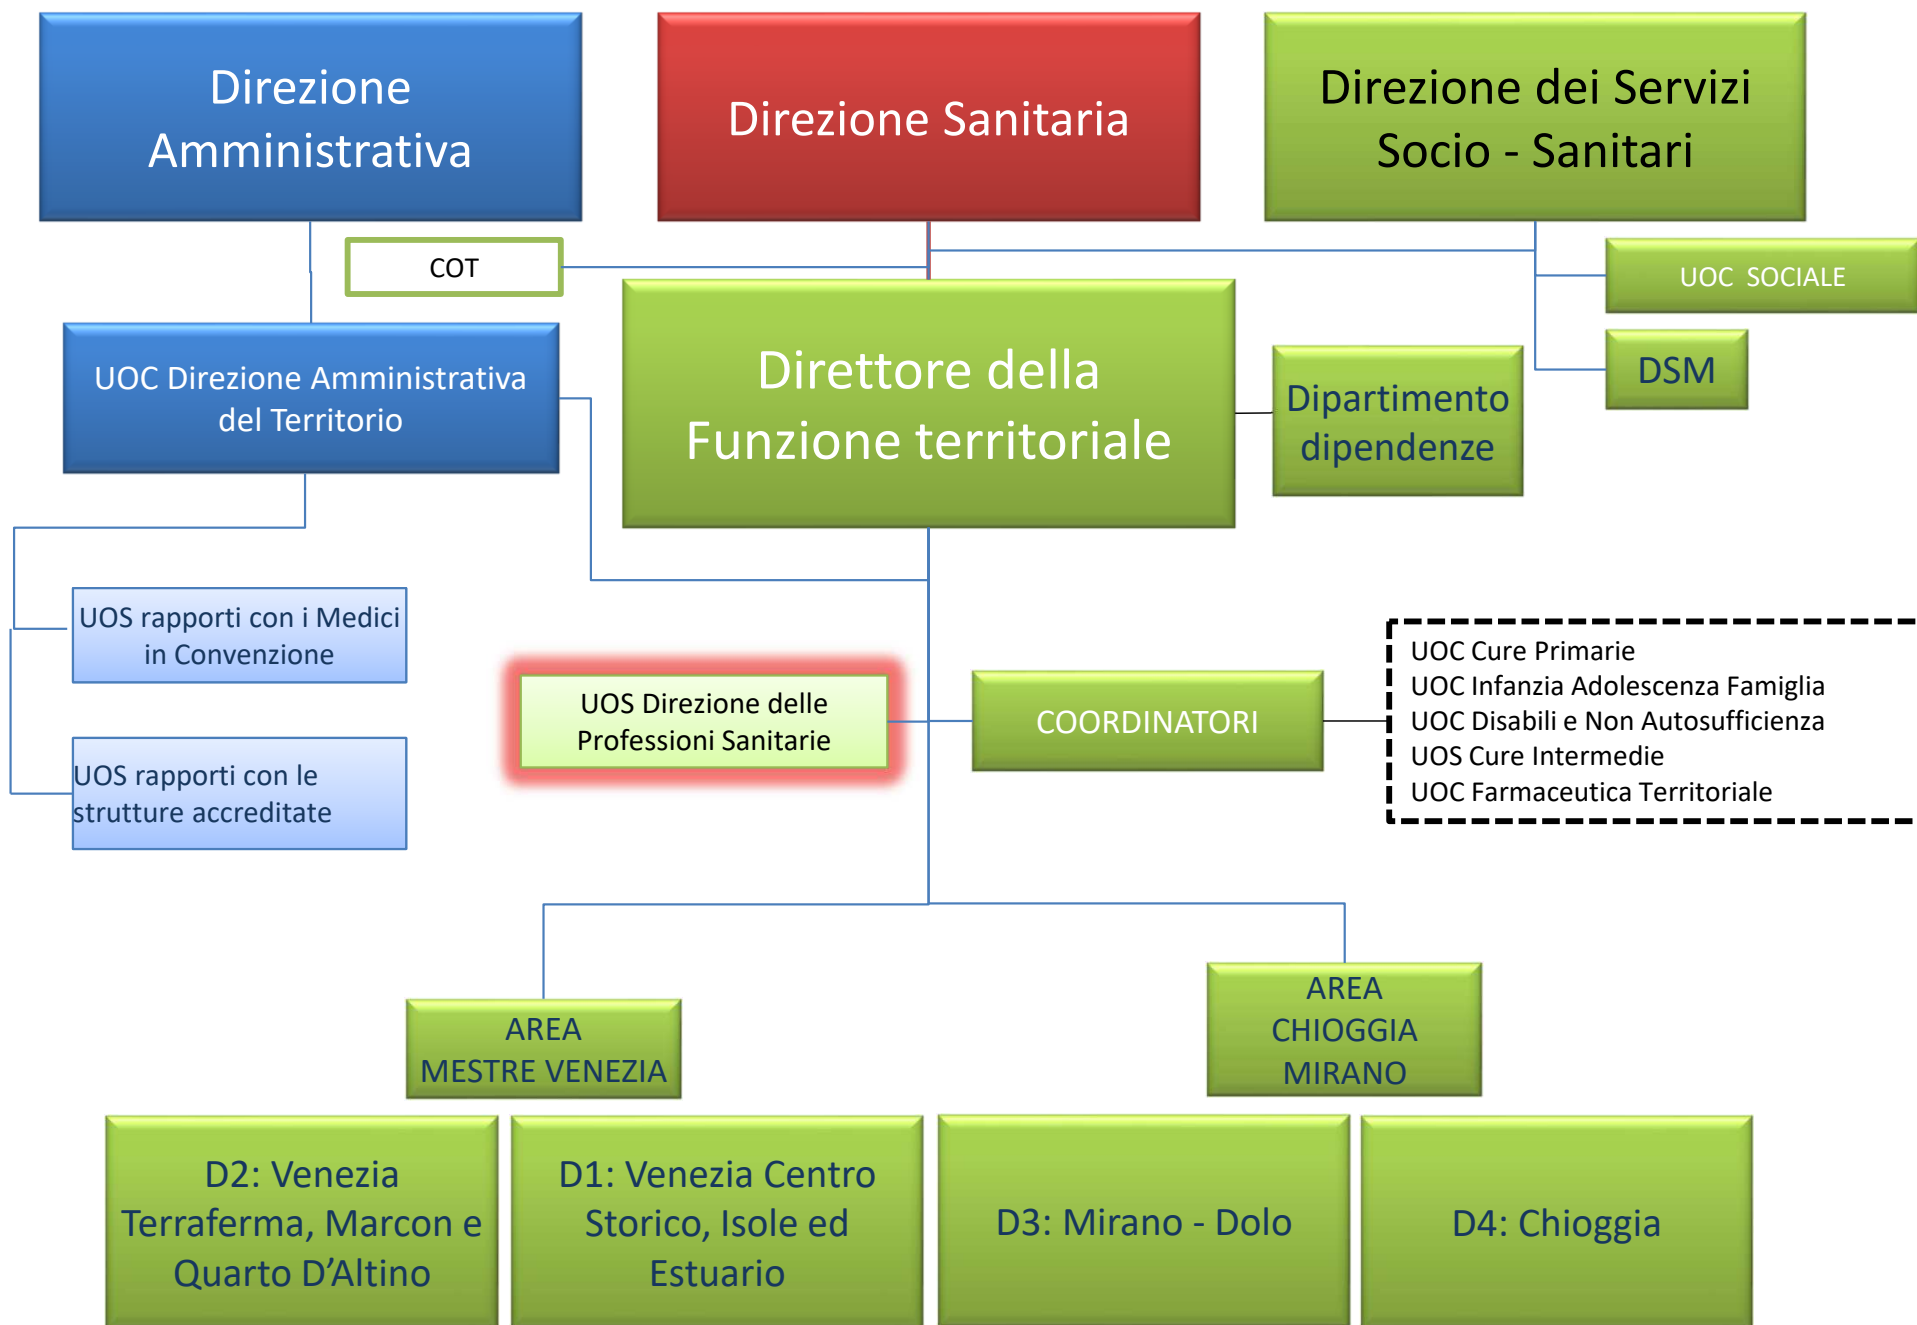 Direzione
Amministrativa
Direzione Sanitaria
Direzione dei Servizi
Socio - Sanitari
COT
UOC  SOCIALE
UOC Direzione Amministrativa
del Territorio
Direttore della
Funzione territoriale
Dipartimento
dipendenze
DSM
UOS rapporti con i Medici
in Convenzione
UOS rapporti con le
strutture accreditate
UOS Direzione delle
Professioni Sanitarie
COORDINATORI
UOC Cure Primarie
UOC Infanzia Adolescenza Famiglia
UOC Disabili e Non Autosufficienza
UOS Cure Intermedie
UOC Farmaceutica Territoriale
AREA
MESTRE VENEZIA
AREA
CHIOGGIA
MIRANO
D2: Venezia
Terraferma, Marcon e
Quarto D’Altino
D1: Venezia Centro
Storico, Isole ed
Estuario
D3: Mirano - Dolo
D4: Chioggia